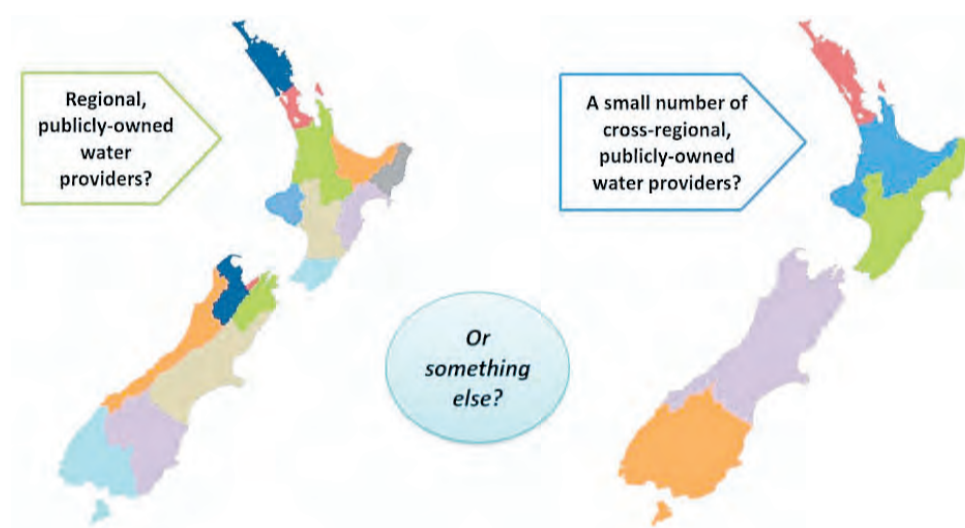 Regional,
publicly-owned
water
providers?
A small number of
cross-regional,
publicly-owned
water providers?
Or
something
else?